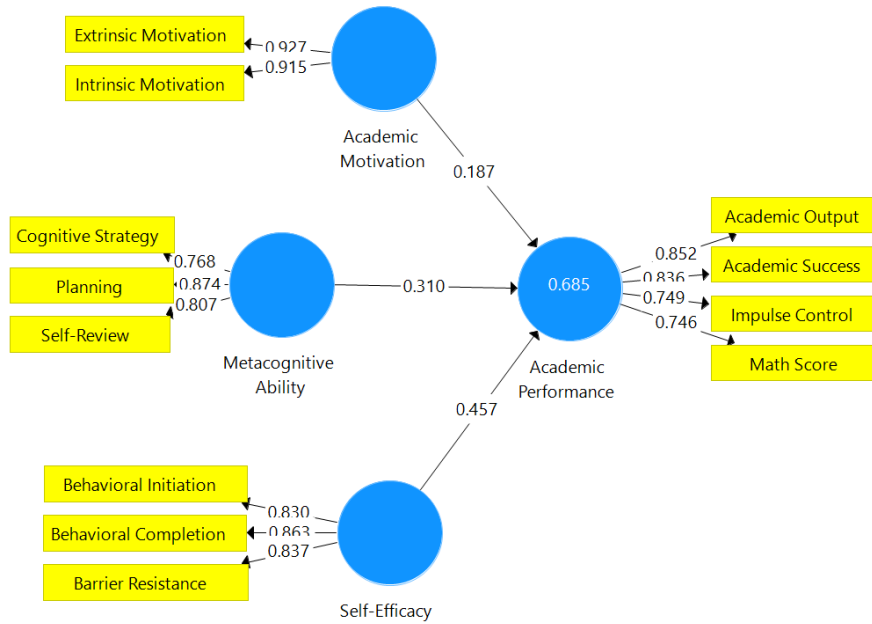 Extrinsic Motivation
0.927
Intrinsic Motivation
0.915
Academic
Motivation
0.187
Cognitive Strategy
0.768
Planning
0.874
Self-Review
0.807
Metacognitive
Ability
0.310
0.685
Academic
Performance
Academic Output
0.852
Academic Success
0.836
Impulse Control
0.749
Math Score
0.746
0.457
Behavioral Initiation
0.830
Behavioral Completion
0.863
Barrier Resistance
0.837
Self-Efficacy